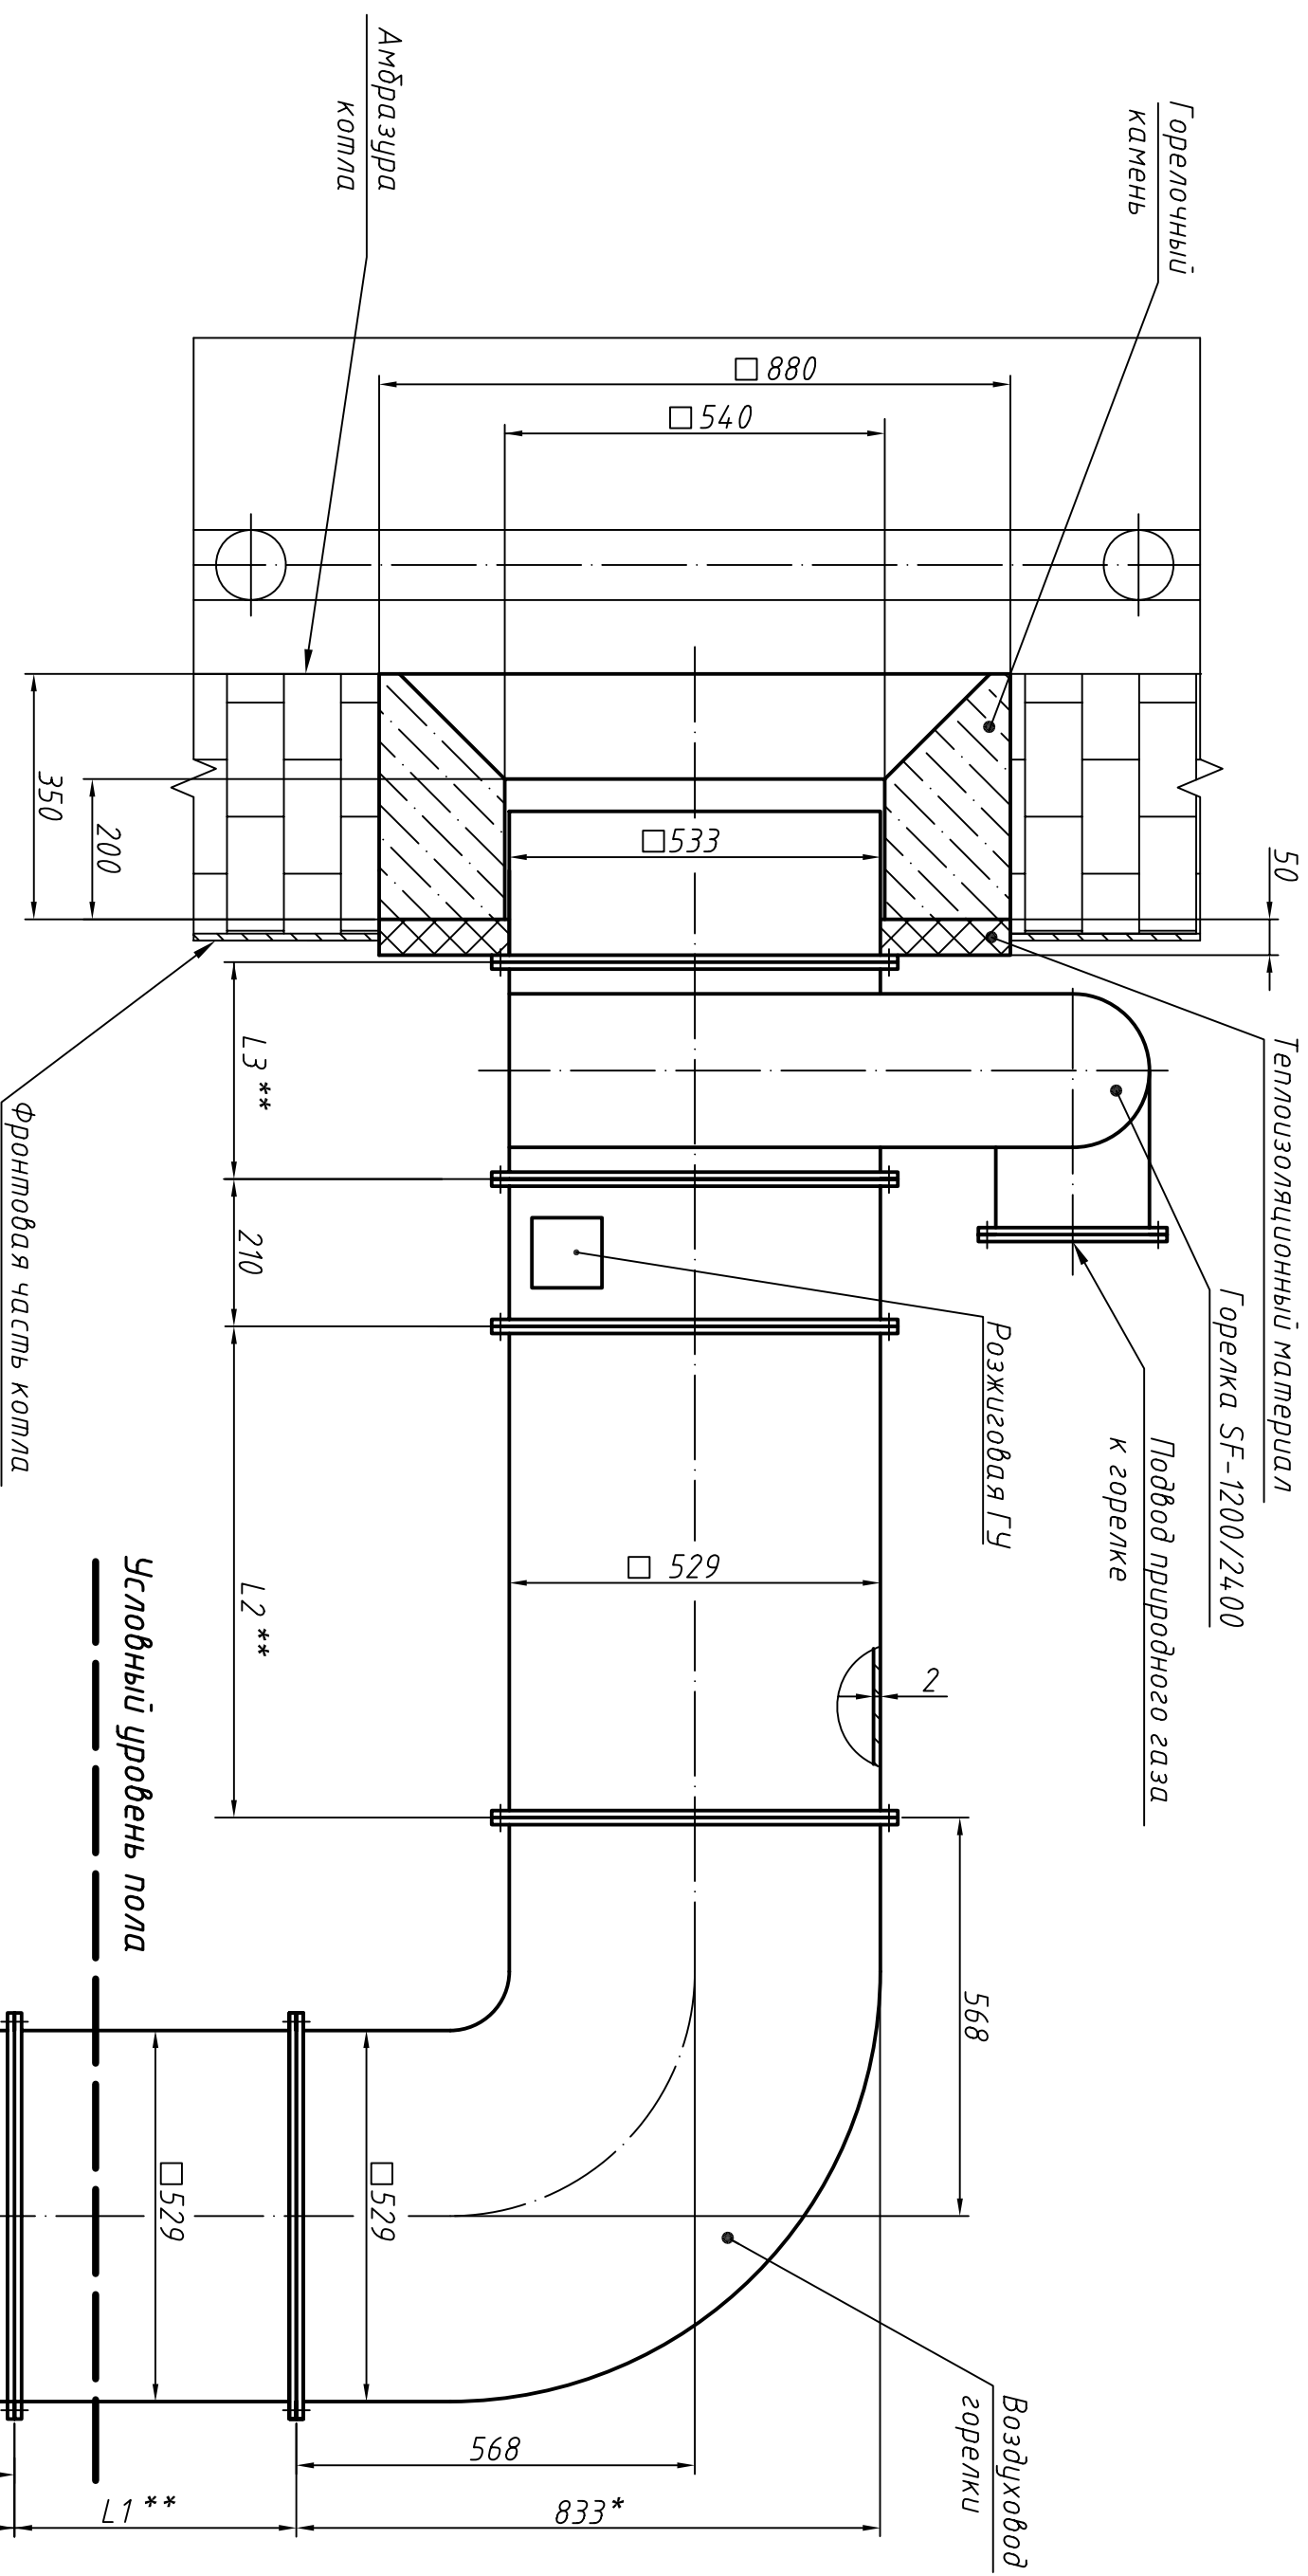 Горелочный
камень
Амбразура
котла
□880
□540
□533
50
350
200
Теплоизоляционный материал
Горелка SF-1200/2400
Подвод природного газа
к горелке
Розжиговая ГУ
L3 **
210
L2 **
Фронтовая часть котла
□ 529
2
Условный уровень пола
568
□529
□529
Воздуховод
горелки
568
833*
L1 **